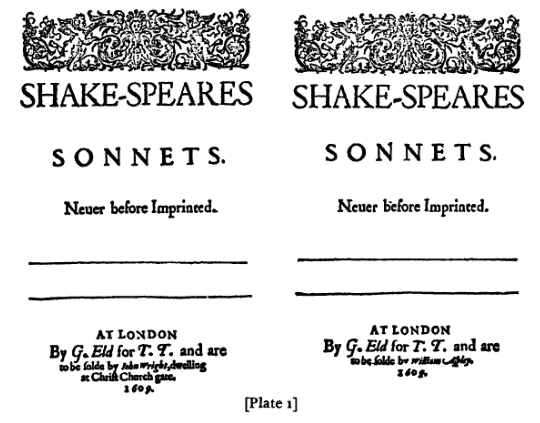 SHAKE-SPEARES
SONNETS.
Neuer before Imprinted.
AT LONDON
By G. Eld for T. T. and are
to be solde by Iohn Wright, dwelling
at Christ Church gate.
1609.
SHAKE-SPEARES
SONNETS.
Neuer before Imprinted.
AT LONDON
By G. Eld for T. T. and are
to be solde by William Aspley.
1609.
[Plate 1]